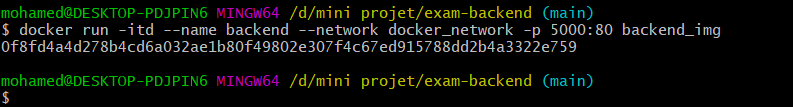 mohamed@DESKTOP-PDJPIN6 MINGW64 /d/mini projet/exam-backend (main)
$ docker run -itd --name backend --network docker_network -p 5000:80 backend_img
0f8fd4a4d278b4cd6a032ae1b80f49802e307f4c67ed915788dd2b4a3322e759
mohamed@DESKTOP-PDJPIN6 MINGW64 /d/mini projet/exam-backend (main)
$